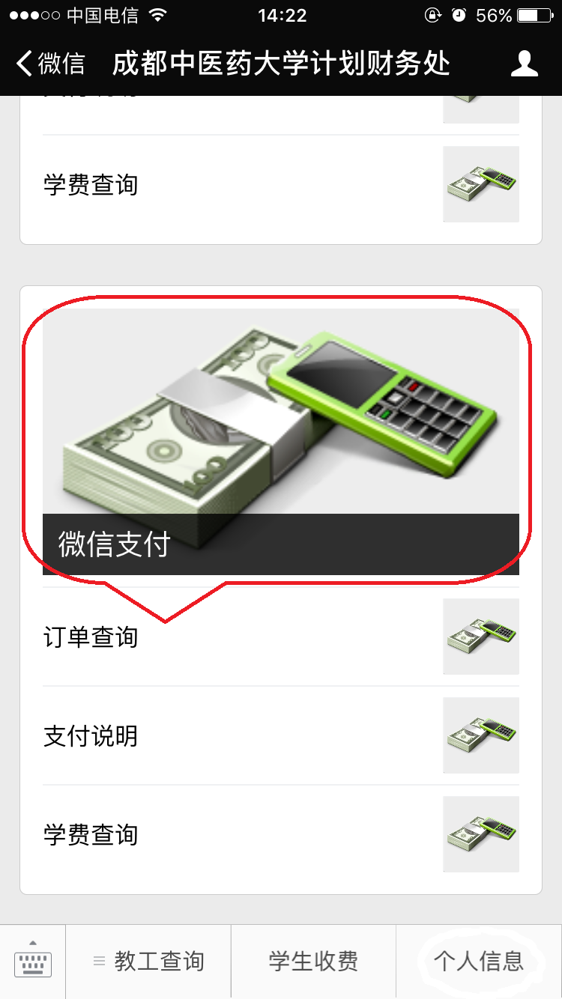 中国电信 14:22 56%
微信 成都中医药大学计划财务处
学费查询
微信支付
订单查询
支付说明
学费查询
教工查询 学生收费 个人信息